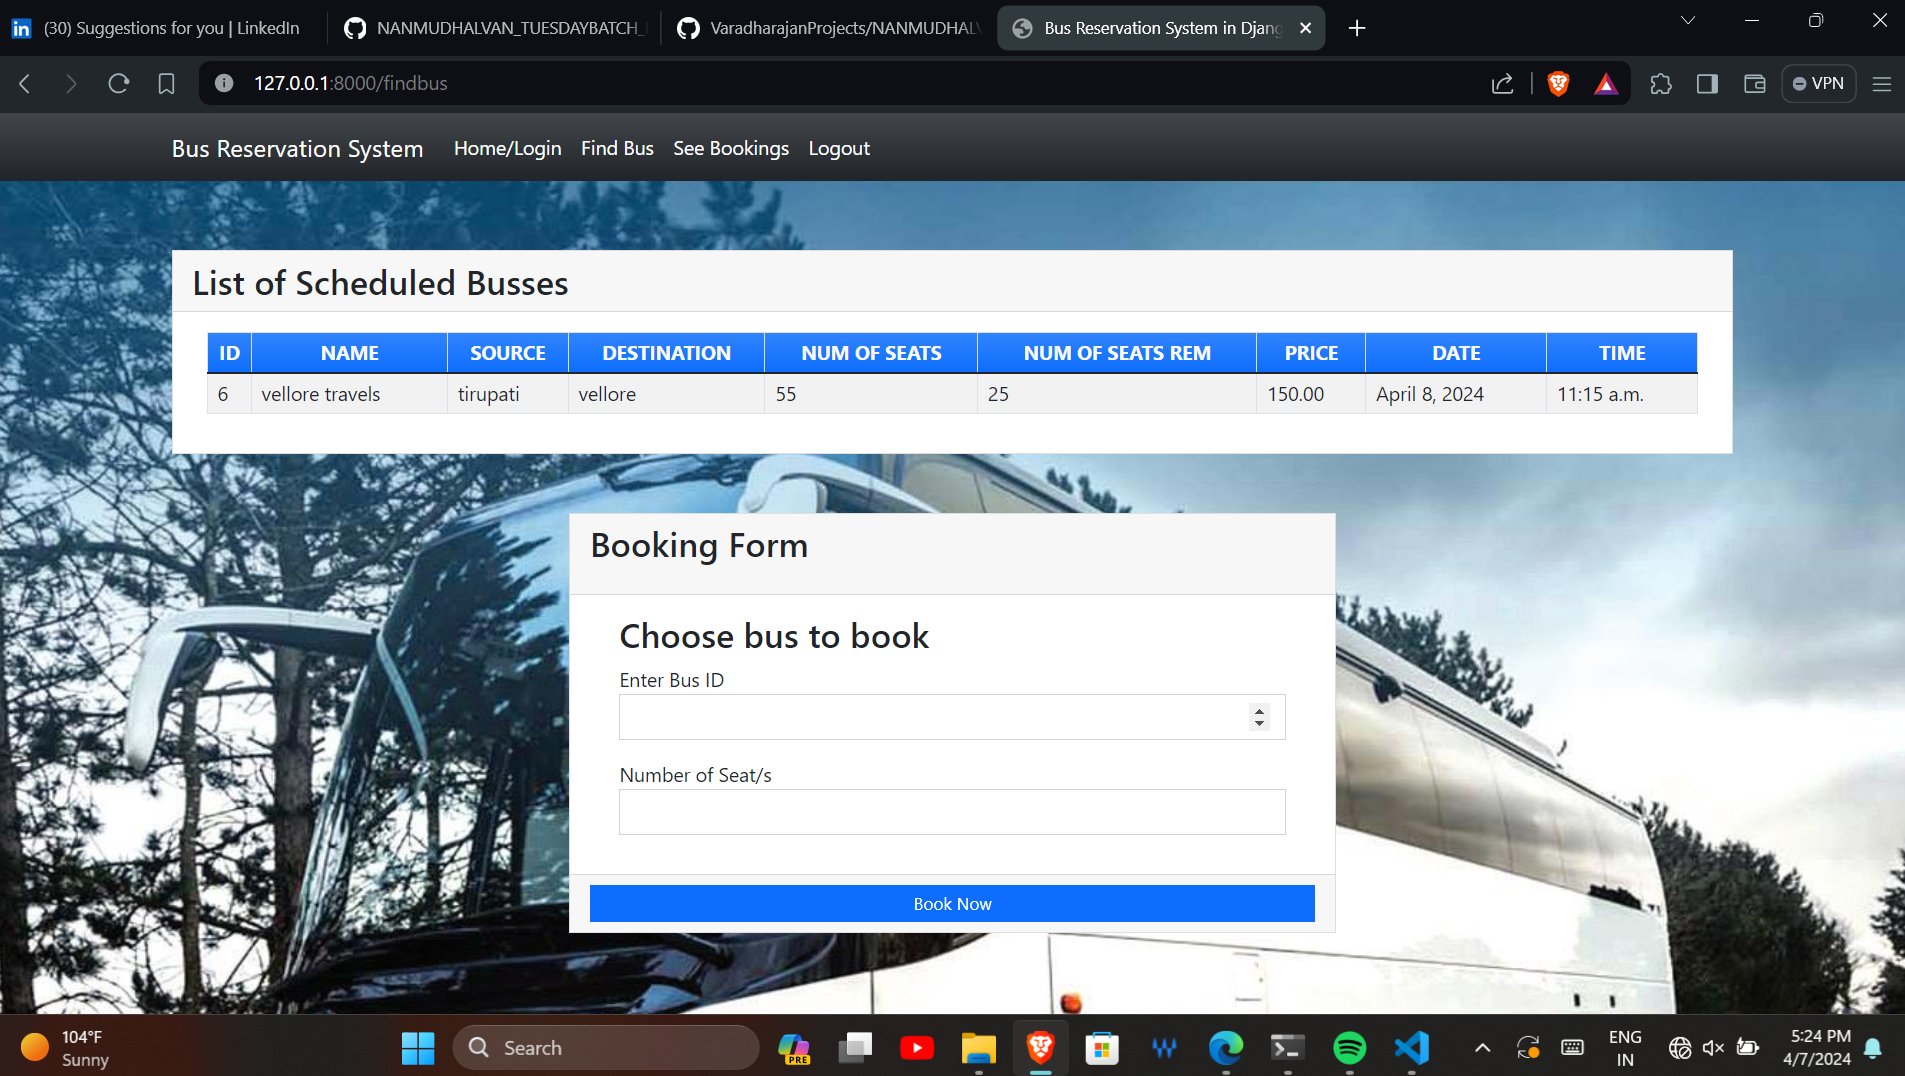 (30) Suggestions for you | LinkedIn
NANMUDHALVAN_TUESDAYBATCH_
VaradharajanProjects/NANMUDHALV
Bus Reservation System in Djang
127.0.0.1:8000/findbus
VPN
Bus Reservation System
Home/Login
Find Bus
See Bookings
Logout
List of Scheduled Busses
ID NAME SOURCE DESTINATION NUM OF SEATS NUM OF SEATS REM PRICE DATE TIME
6 vellore travels tirupati vellore 55 25 150.00 April 8, 2024 11:15 a.m.
Booking Form
Choose bus to book
Enter Bus ID
Number of Seat/s
Book Now
104°F
Sunny
Search
PRE
ENG
IN
5:24 PM
4/7/2024